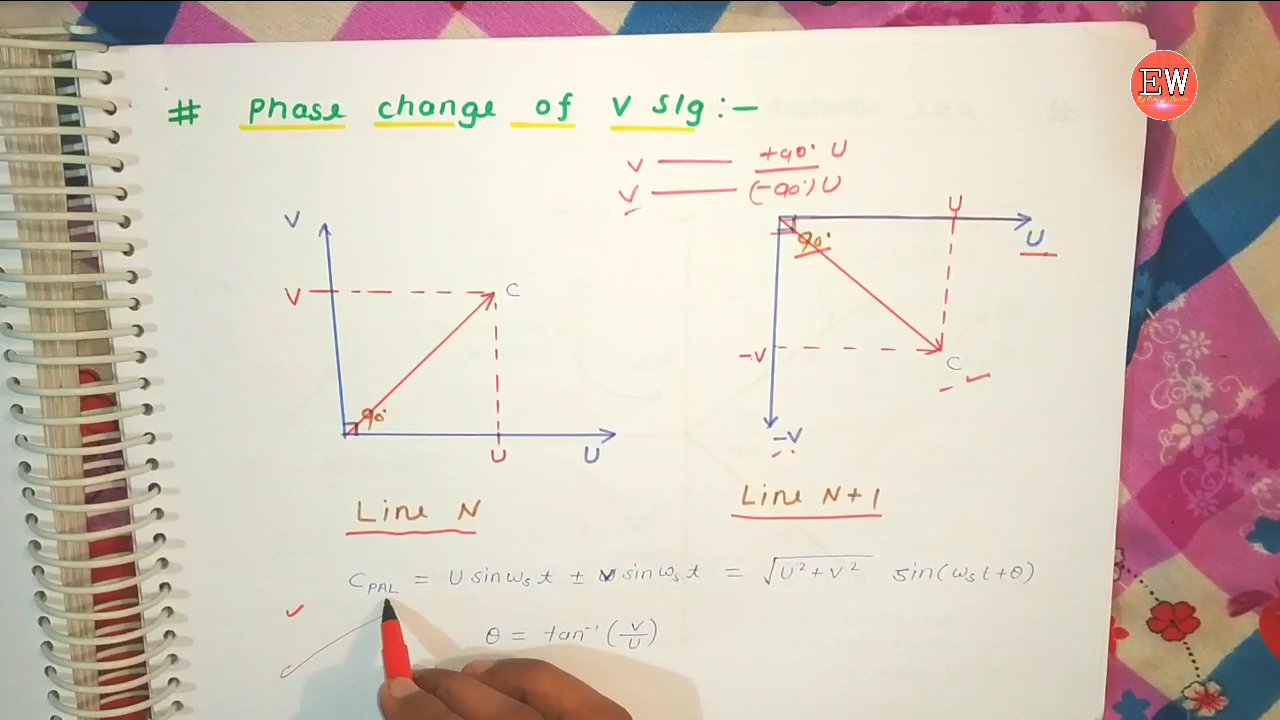 EW
# Phase change of V Slg :-
V — +90° U
V — (-90°) U
V
V
C
90°
U
U
Line N
U
U
90°
-V
C
-V
Line N+1
C_PAL = U sin ω_s t ± V sin ω_s t = √(U² + V²) sin(ω_s t + θ)
θ = tan⁻¹ (V/U)